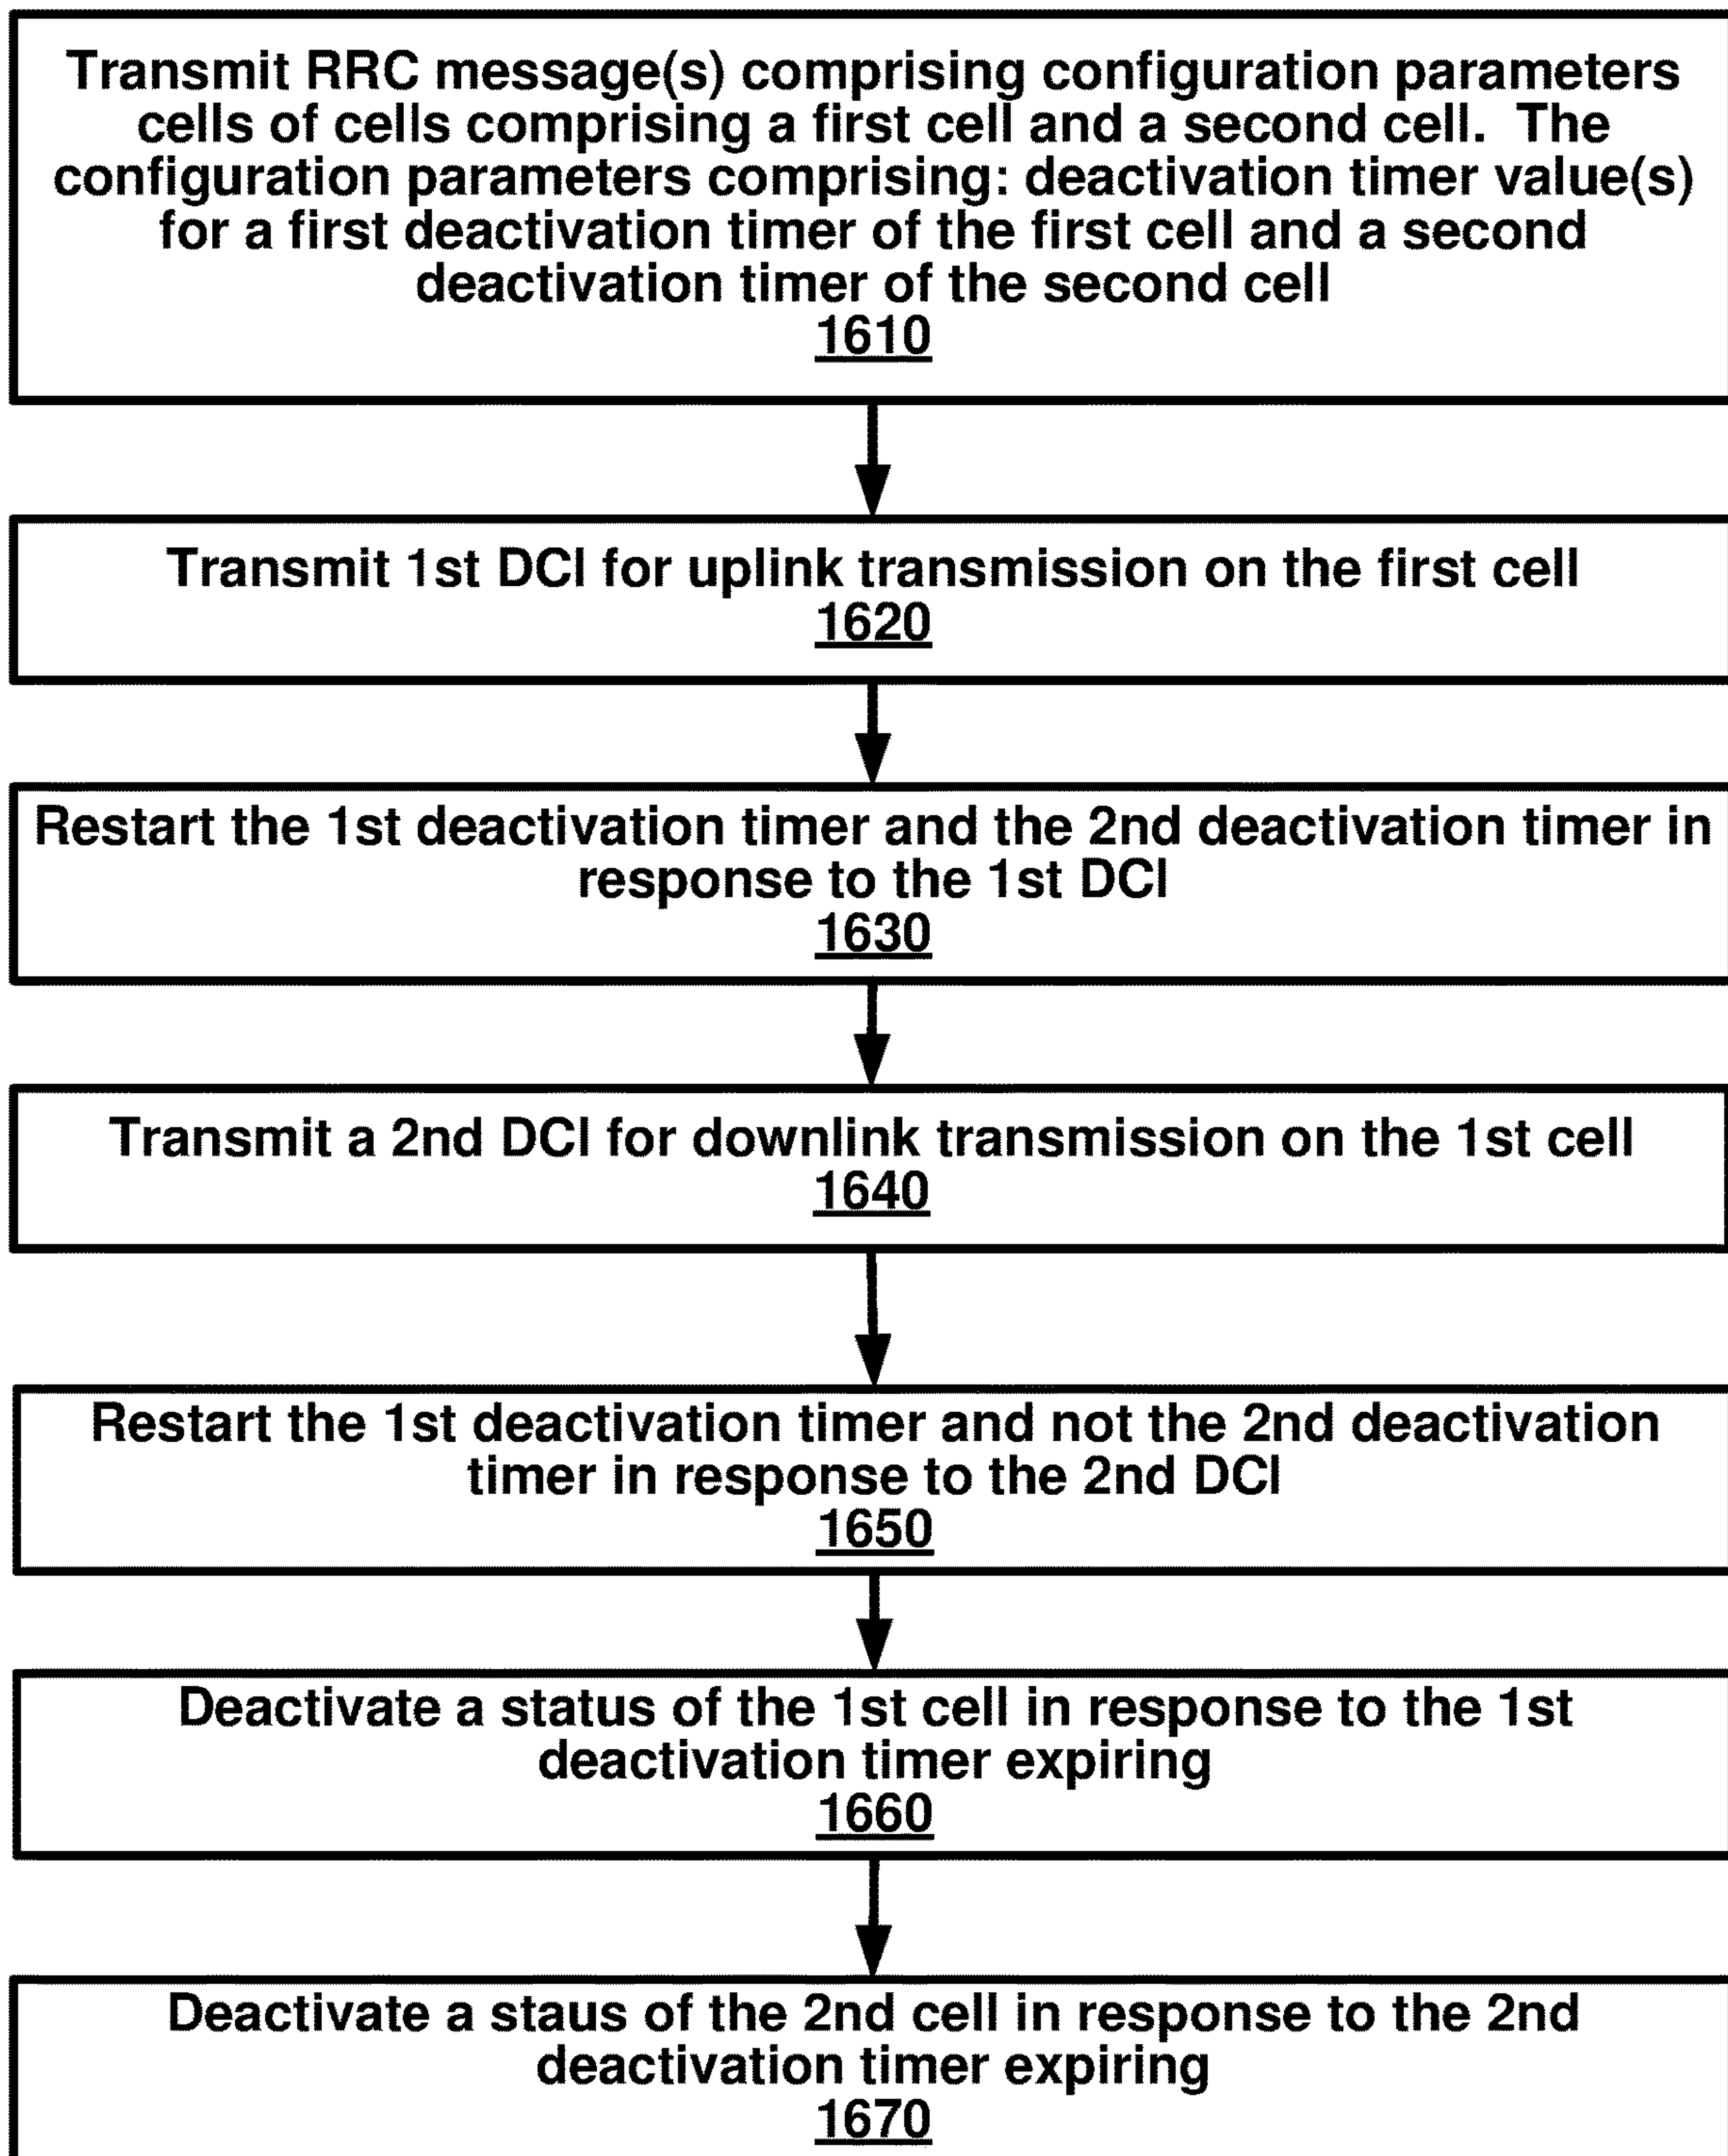 Transmit RRC message(s) comprising configuration parameters
cells of cells comprising a first cell and a second cell. The
configuration parameters comprising: deactivation timer value(s)
for a first deactivation timer of the first cell and a second
deactivation timer of the second cell
1610
Transmit 1st DCI for uplink transmission on the first cell
1620
Restart the 1st deactivation timer and the 2nd deactivation timer in
response to the 1st DCI
1630
Transmit a 2nd DCI for downlink transmission on the 1st cell
1640
Restart the 1st deactivation timer and not the 2nd deactivation
timer in response to the 2nd DCI
1650
Deactivate a status of the 1st cell in response to the 1st
deactivation timer expiring
1660
Deactivate a staus of the 2nd cell in response to the 2nd
deactivation timer expiring
1670